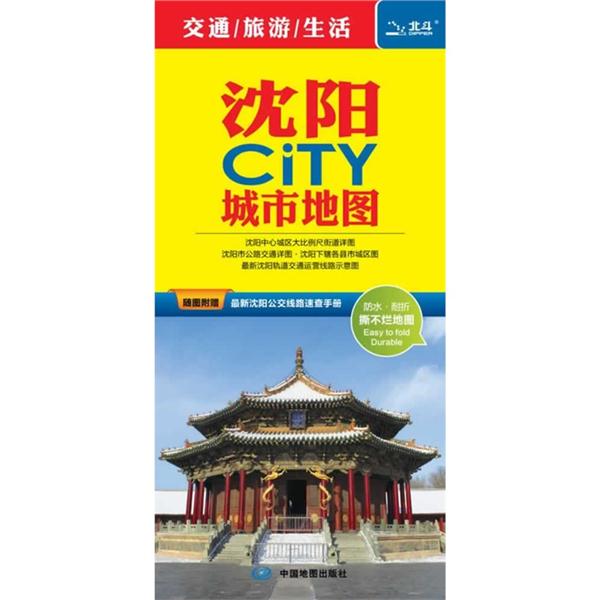 交通/旅游/生活
北斗®
DIPPER
沈阳
CiTY
城市地图
沈阳中心城区大比例尺街道详图
沈阳市公路交通详图·沈阳下辖各县市城区图
最新沈阳轨道交通运营线路示意图
随图附赠 最新沈阳公交线路速查手册
防水·耐折
撕不烂地图
Easy to fold
Durable
中国地图出版社